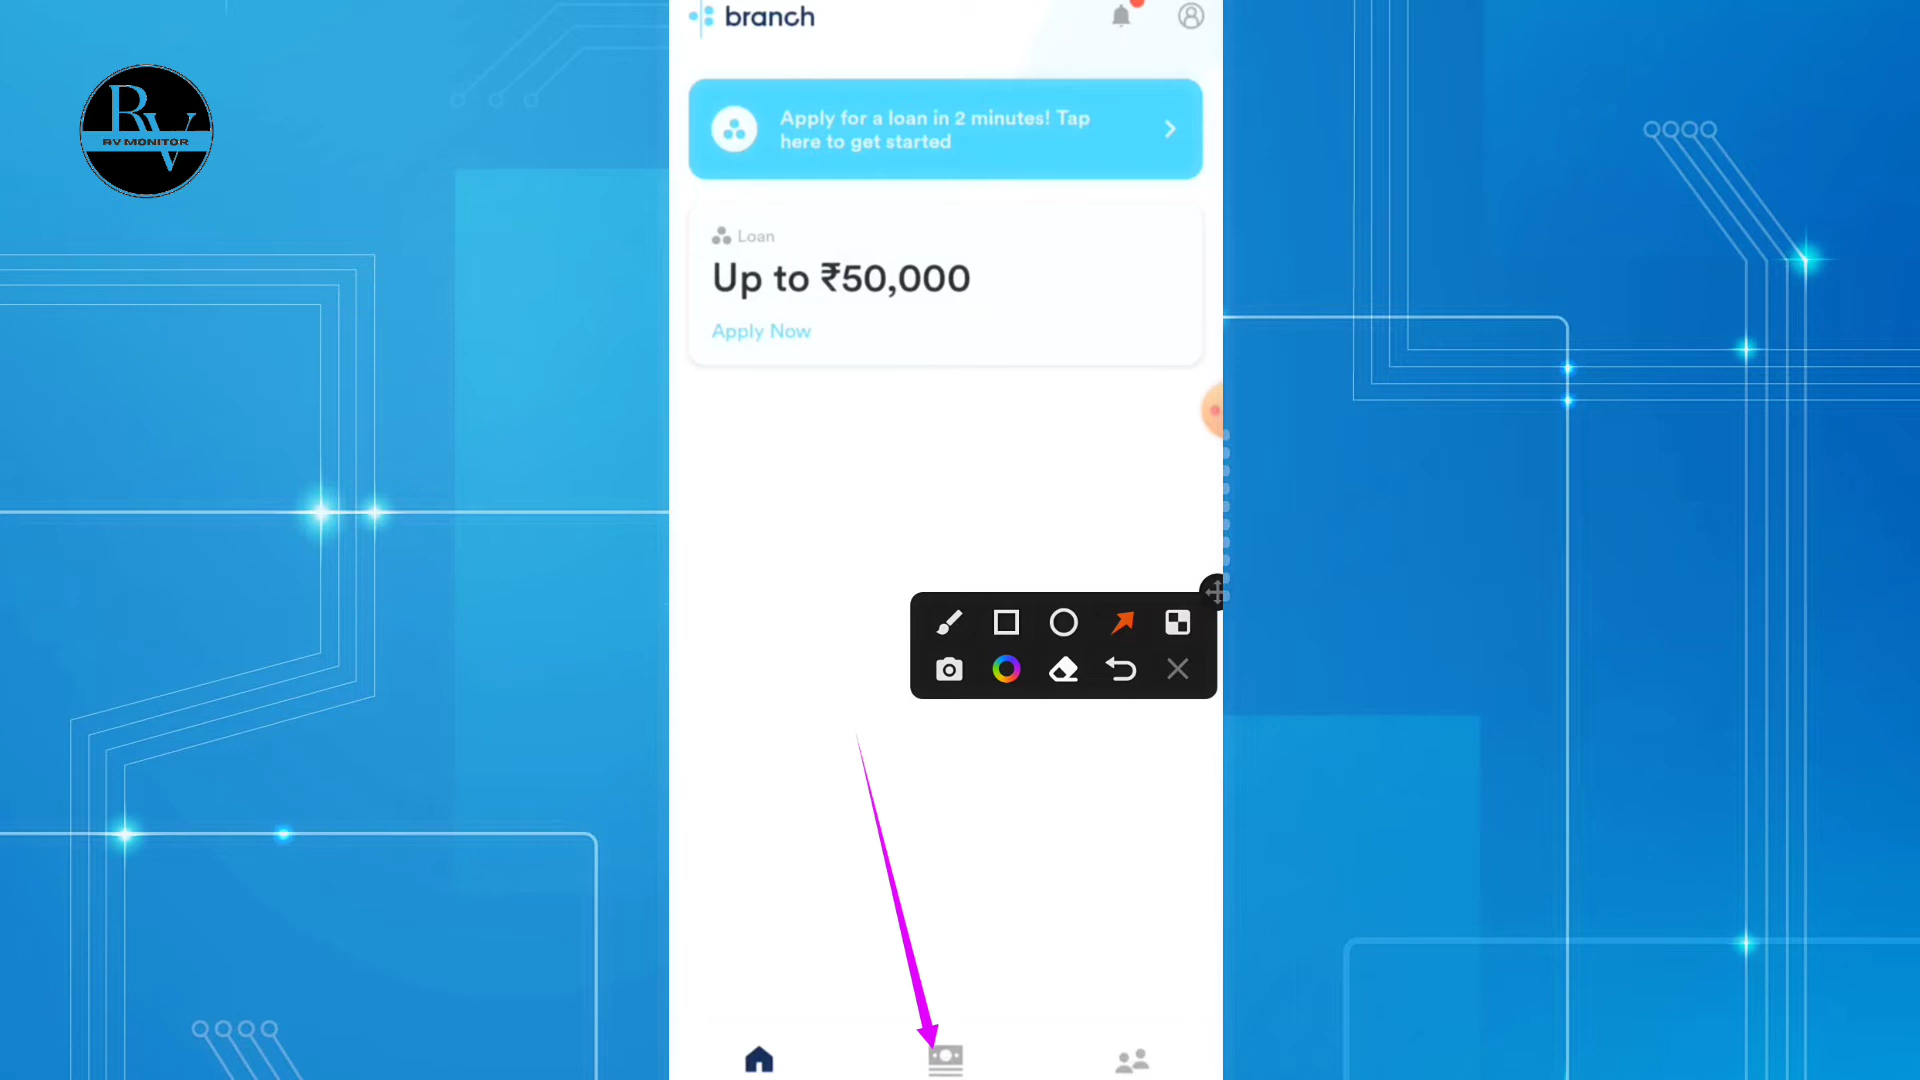 RV
RV MONITOR
branch
Apply for a loan in 2 minutes! Tap
here to get started
Loan
Up to ₹50,000
Apply Now